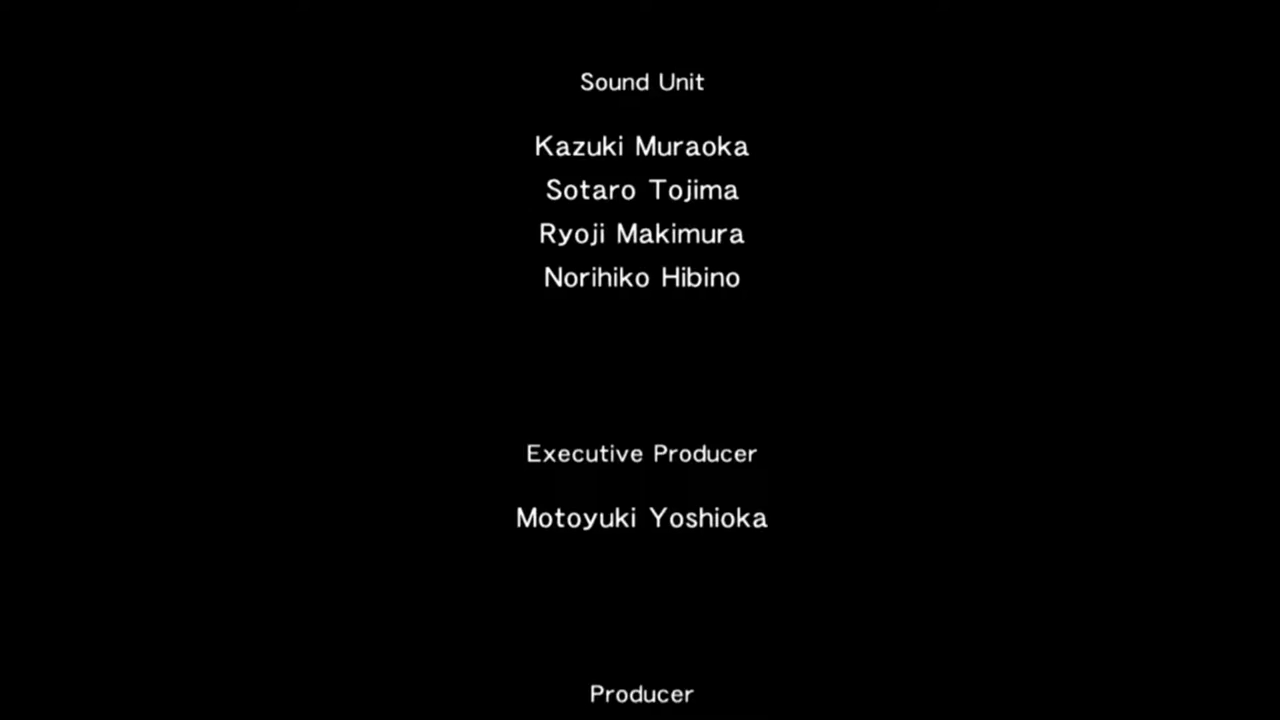 Sound Unit
Kazuki Muraoka
Sotaro Tojima
Ryoji Makimura
Norihiko Hibino
Executive Producer
Motoyuki Yoshioka
Producer